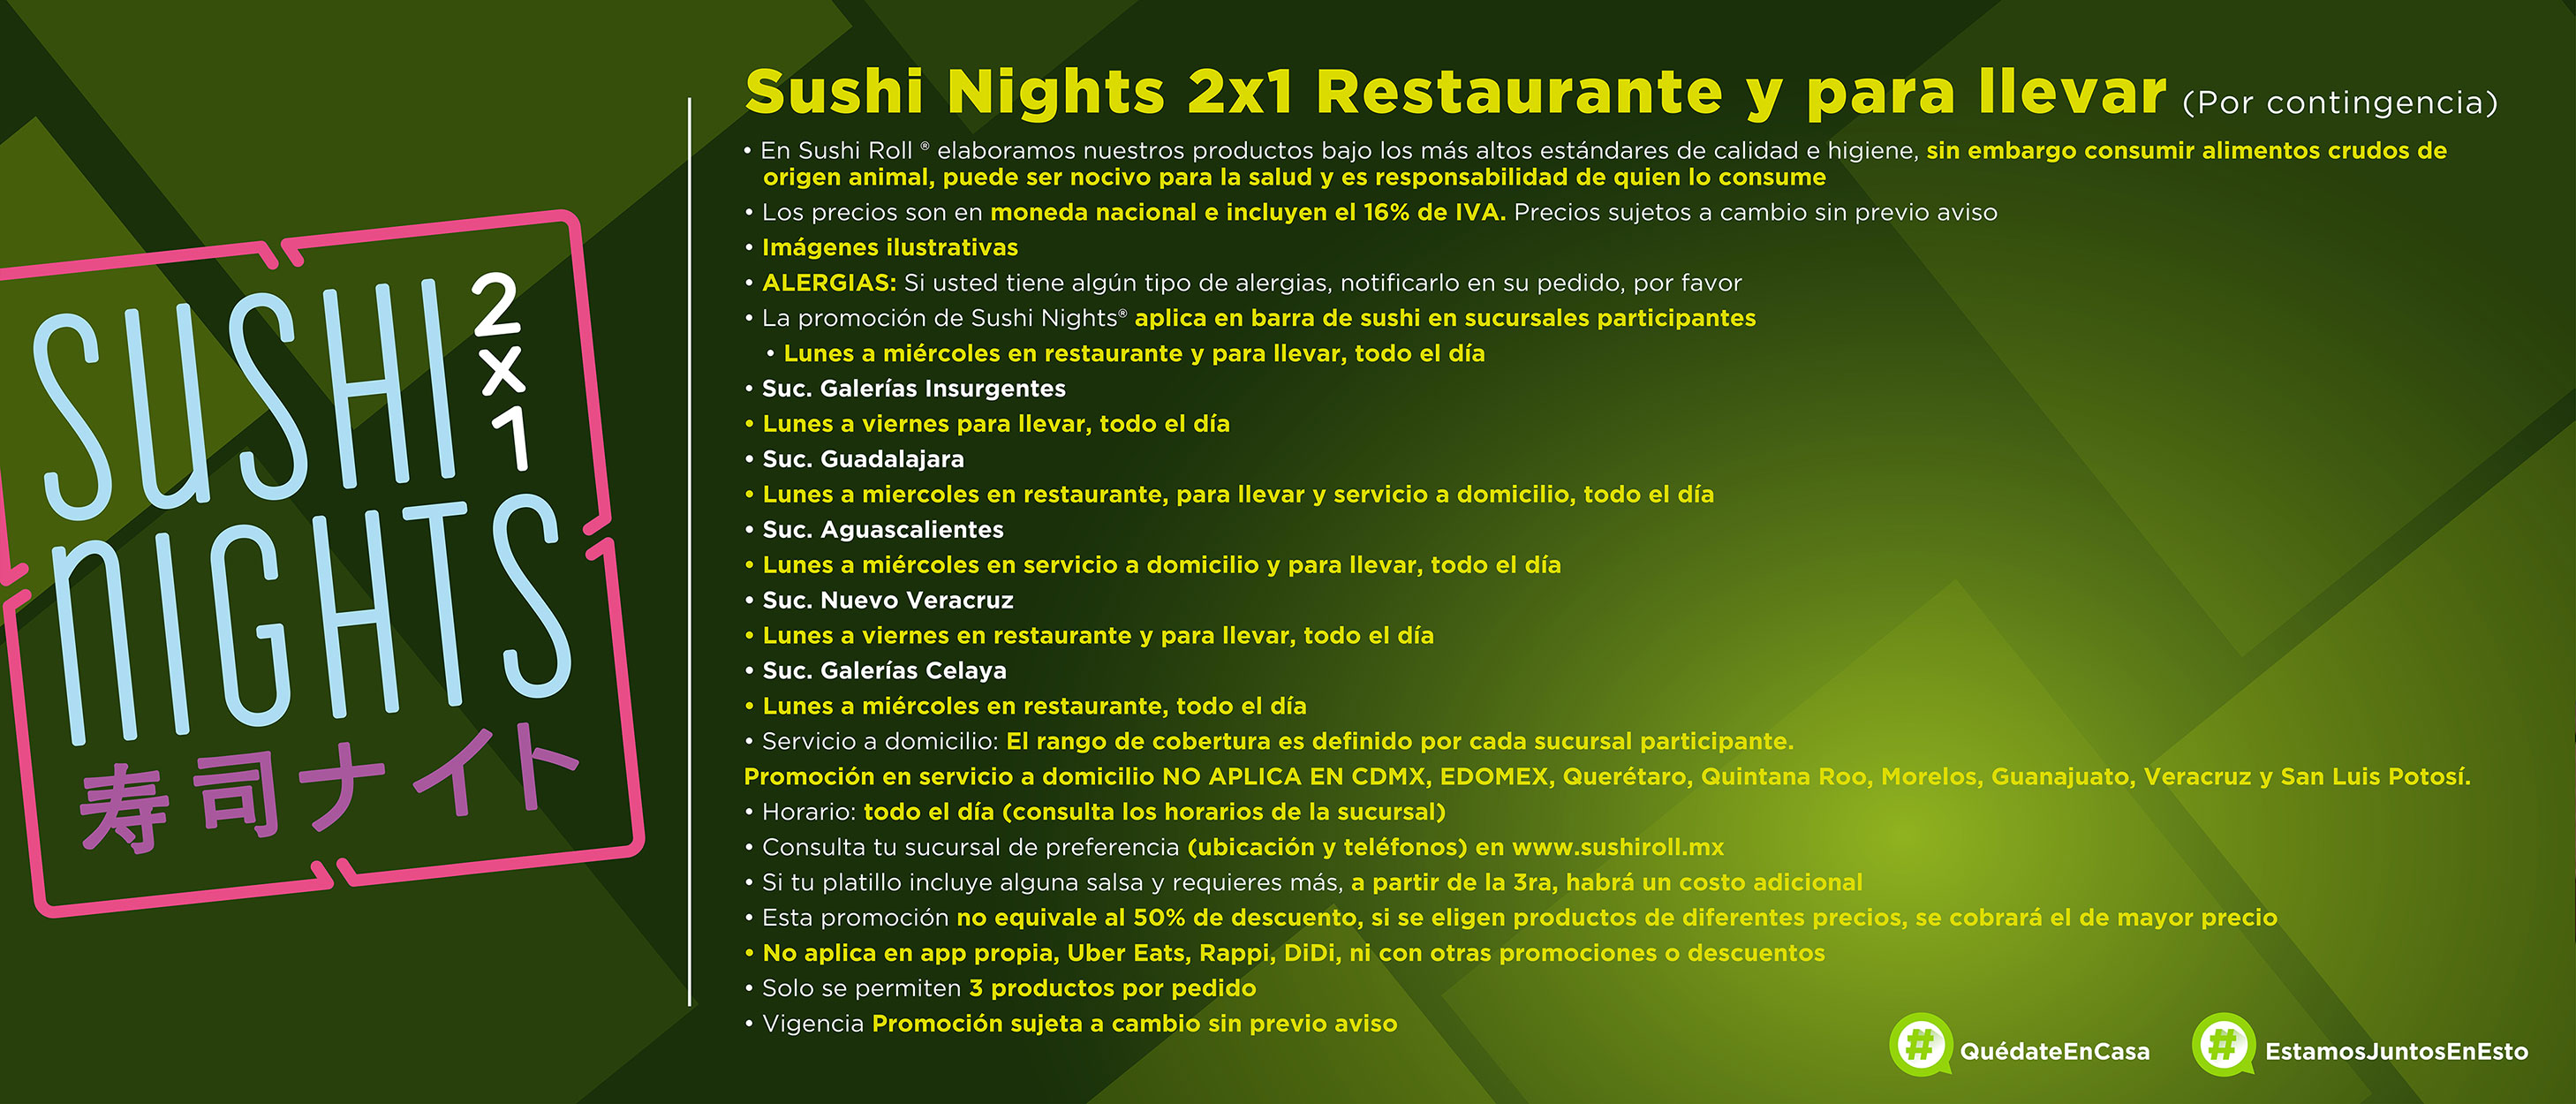 SUSHI
2
x
1
NIGHTS
寿司ナイト
Sushi Nights 2x1 Restaurante y para llevar (Por contingencia)
• En Sushi Roll ® elaboramos nuestros productos bajo los más altos estándares de calidad e higiene, sin embargo consumir alimentos crudos de
origen animal, puede ser nocivo para la salud y es responsabilidad de quien lo consume
• Los precios son en moneda nacional e incluyen el 16% de IVA. Precios sujetos a cambio sin previo aviso
• Imágenes ilustrativas
• ALERGIAS: Si usted tiene algún tipo de alergias, notificarlo en su pedido, por favor
• La promoción de Sushi Nights® aplica en barra de sushi en sucursales participantes
• Lunes a miércoles en restaurante y para llevar, todo el día
• Suc. Galerías Insurgentes
• Lunes a viernes para llevar, todo el día
• Suc. Guadalajara
• Lunes a miercoles en restaurante, para llevar y servicio a domicilio, todo el día
• Suc. Aguascalientes
• Lunes a miércoles en servicio a domicilio y para llevar, todo el día
• Suc. Nuevo Veracruz
• Lunes a viernes en restaurante y para llevar, todo el día
• Suc. Galerías Celaya
• Lunes a miércoles en restaurante, todo el día
• Servicio a domicilio: El rango de cobertura es definido por cada sucursal participante.
Promoción en servicio a domicilio NO APLICA EN CDMX, EDOMEX, Querétaro, Quintana Roo, Morelos, Guanajuato, Veracruz y San Luis Potosí.
• Horario: todo el día (consulta los horarios de la sucursal)
• Consulta tu sucursal de preferencia (ubicación y teléfonos) en www.sushiroll.mx
• Si tu platillo incluye alguna salsa y requieres más, a partir de la 3ra, habrá un costo adicional
• Esta promoción no equivale al 50% de descuento, si se eligen productos de diferentes precios, se cobrará el de mayor precio
• No aplica en app propia, Uber Eats, Rappi, DiDi, ni con otras promociones o descuentos
• Solo se permiten 3 productos por pedido
• Vigencia Promoción sujeta a cambio sin previo aviso
# QuédateEnCasa
# EstamosJuntosEnEsto